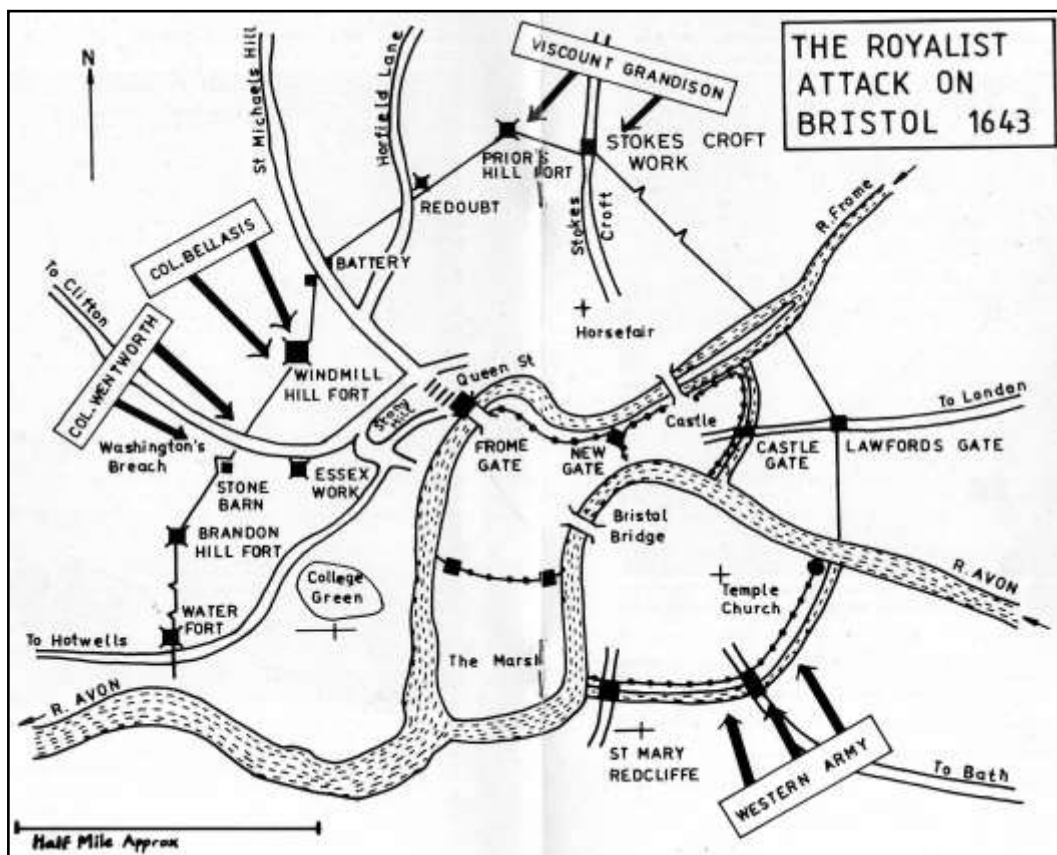 THE ROYALIST
ATTACK ON
BRISTOL 1643
N
St Michaels Hill
Horfield Lane
VISCOUNT GRANDISON
PRIOR'S
HILL FORT
STOKES CROFT
WORK
REDOUBT
Stokes
Croft
R. Frome
COL. BELLASIS
BATTERY
To Clifton
COL. WENTWORTH
Horsefair
WINDMILL
HILL FORT
Queen St
Stony Hill
Castle
To London
Washington's
Breach
FROME
GATE
NEW
GATE
CASTLE
GATE
LAWFORDS GATE
STONE
BARN
ESSEX
WORK
BRANDON
HILL FORT
Bristol
Bridge
College
Green
Temple
Church
R. AVON
WATER
FORT
To Hotwells
The Marsh
R. AVON
ST MARY
REDCLIFFE
WESTERN ARMY
To Bath
Half Mile Approx